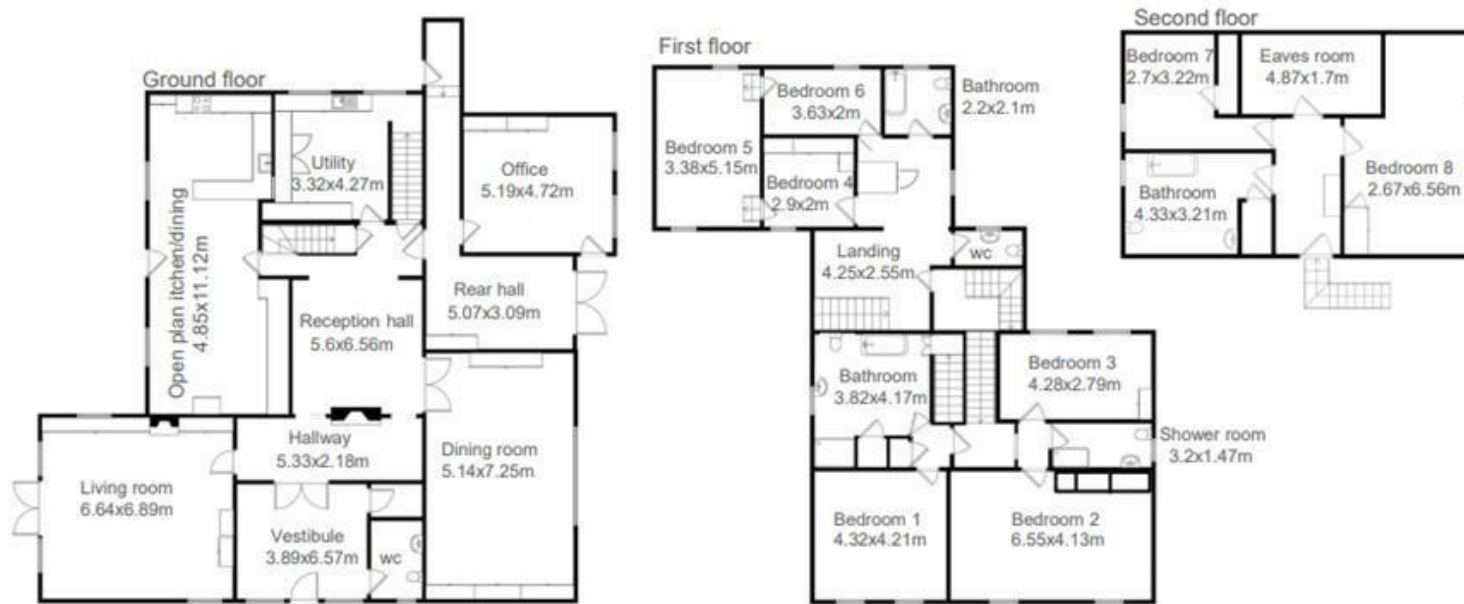 Ground floor
Open plan itchen/dining
4.85x11.12m
Utility
3.32x4.27m
Office
5.19x4.72m
Rear hall
5.07x3.09m
Reception hall
5.6x6.56m
Hallway
5.33x2.18m
Dining room
5.14x7.25m
Living room
6.64x6.89m
Vestibule
3.89x6.57m
wc
First floor
Bedroom 6
3.63x2m
Bathroom
2.2x2.1m
Bedroom 5
3.38x5.15m
Bedroom 4
2.9x2m
Landing
4.25x2.55m
wc
Bathroom
3.82x4.17m
Bedroom 3
4.28x2.79m
Shower room
3.2x1.47m
Bedroom 1
4.32x4.21m
Bedroom 2
6.55x4.13m
Second floor
Bedroom 7
2.7x3.22m
Eaves room
4.87x1.7m
Bathroom
4.33x3.21m
Bedroom 8
2.67x6.56m